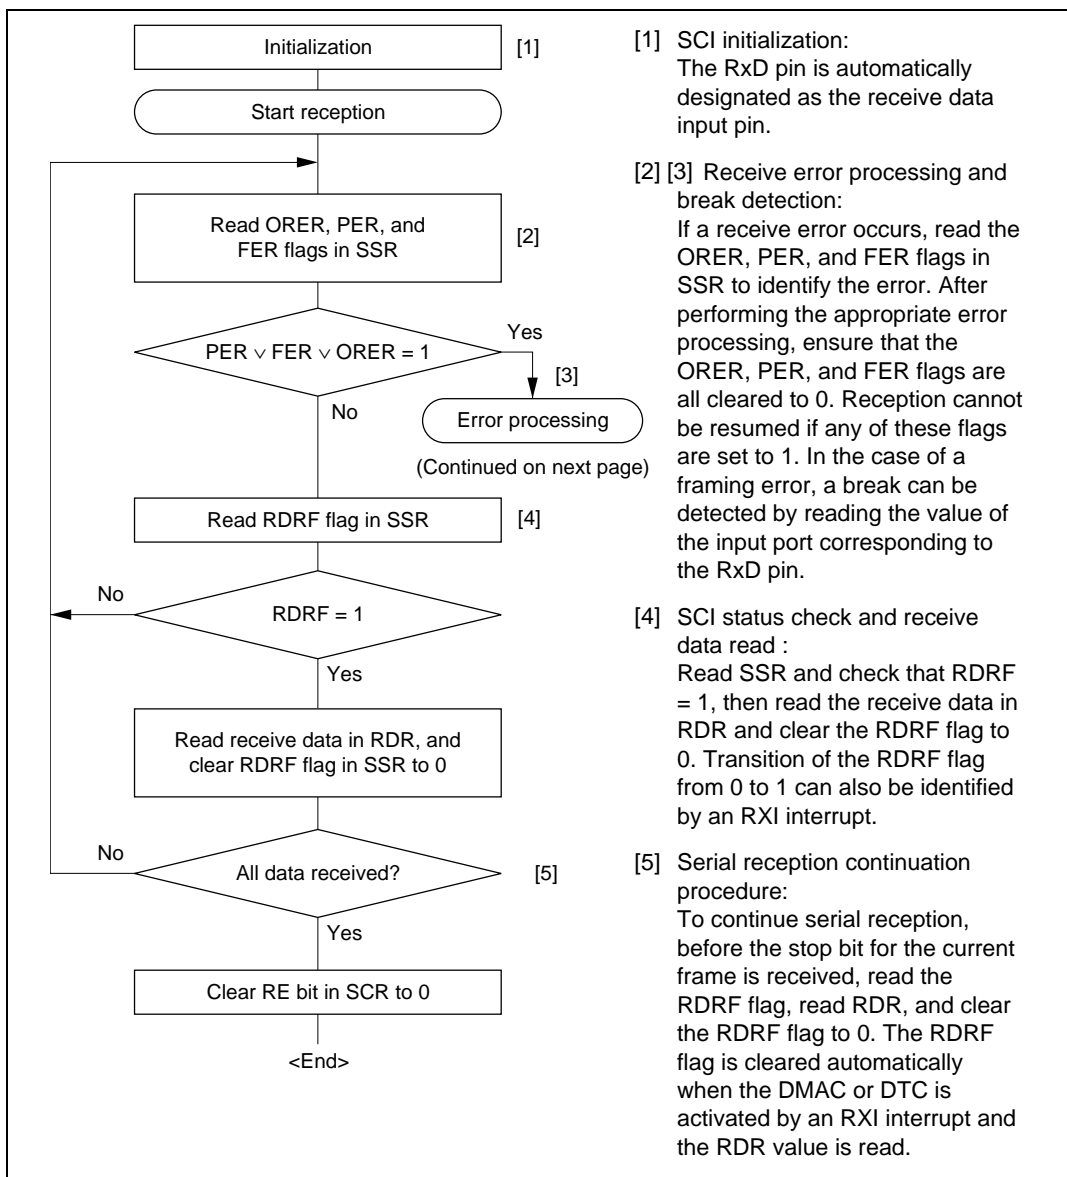 Initialization
[1]
Start reception
Read ORER, PER, and
FER flags in SSR
[2]
PER ∨ FER ∨ ORER = 1
Yes
[3]
No
Error processing
(Continued on next page)
Read RDRF flag in SSR
[4]
No
RDRF = 1
Yes
Read receive data in RDR, and
clear RDRF flag in SSR to 0
No
All data received?
[5]
Yes
Clear RE bit in SCR to 0
<End>
[1] SCI initialization:
The RxD pin is automatically
designated as the receive data
input pin.
[2] [3] Receive error processing and
break detection:
If a receive error occurs, read the
ORER, PER, and FER flags in
SSR to identify the error. After
performing the appropriate error
processing, ensure that the
ORER, PER, and FER flags are
all cleared to 0. Reception cannot
be resumed if any of these flags
are set to 1. In the case of a
framing error, a break can be
detected by reading the value of
the input port corresponding to
the RxD pin.
[4] SCI status check and receive
data read :
Read SSR and check that RDRF
= 1, then read the receive data in
RDR and clear the RDRF flag to
0. Transition of the RDRF flag
from 0 to 1 can also be identified
by an RXI interrupt.
[5] Serial reception continuation
procedure:
To continue serial reception,
before the stop bit for the current
frame is received, read the
RDRF flag, read RDR, and clear
the RDRF flag to 0. The RDRF
flag is cleared automatically
when the DMAC or DTC is
activated by an RXI interrupt and
the RDR value is read.